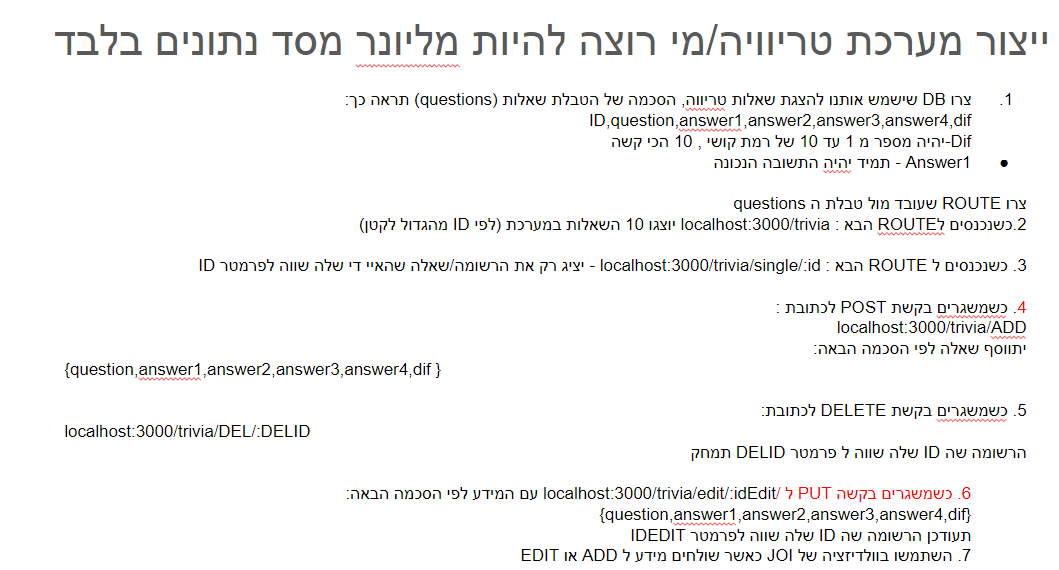 ייצור מערכת טריוויה/מי רוצה להיות מליונר מסד נתונים בלבד
1. צרו DB שישמש אותנו להצגת שאלות טריווה, הסכמה של הטבלת שאלות (questions) תראה כך:
ID,question,answer1,answer2,answer3,answer4,dif
Dif-יהיה מספר מ 1 עד 10 של רמת קושי , 10 הכי קשה
● Answer1 - תמיד יהיה התשובה הנכונה
צרו ROUTE שעובד מול טבלת ה questions
2.כשנכנסים לROUTE הבא : localhost:3000/trivia יוצגו 10 השאלות במערכת (לפי ID מהגדול לקטן)
3. כשנכנסים ל ROUTE הבא : localhost:3000/trivia/single/:id - יציג רק את הרשומה/שאלה שהאיי די שלה שווה לפרמטר ID
4. כשמשגרים בקשת POST לכתובת :
localhost:3000/trivia/ADD
יתווסף שאלה לפי הסכמה הבאה:
{question,answer1,answer2,answer3,answer4,dif }
5. כשמשגרים בקשת DELETE לכתובת:
localhost:3000/trivia/DEL/:DELID
הרשומה שה ID שלה שווה ל פרמטר DELID תמחק
6. כשמשגרים בקשה PUT ל /localhost:3000/trivia/edit/:idEdit עם המידע לפי הסכמה הבאה:
{question,answer1,answer2,answer3,answer4,dif}
תעודכן הרשומה שה ID שלה שווה לפרמטר IDEDIT
7. השתמשו בוולדיזציה של JOI כאשר שולחים מידע ל ADD או EDIT